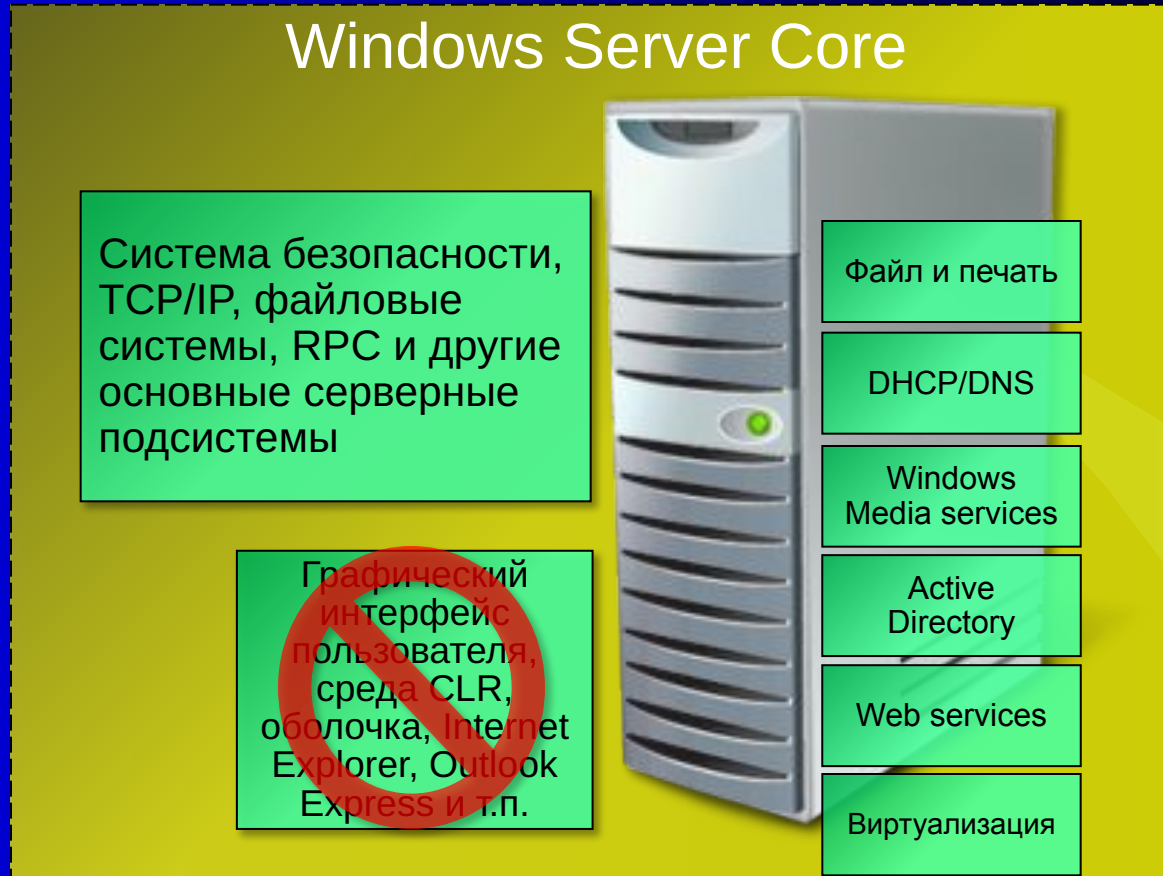 Windows Server Core
Система безопасности,
TCP/IP, файловые
системы, RPC и другие
основные серверные
подсистемы
Графический
интерфейс
пользователя,
среда CLR,
оболочка, Internet
Explorer, Outlook
Express и т.п.
Файл и печать
DHCP/DNS
Windows
Media services
Active
Directory
Web services
Виртуализация